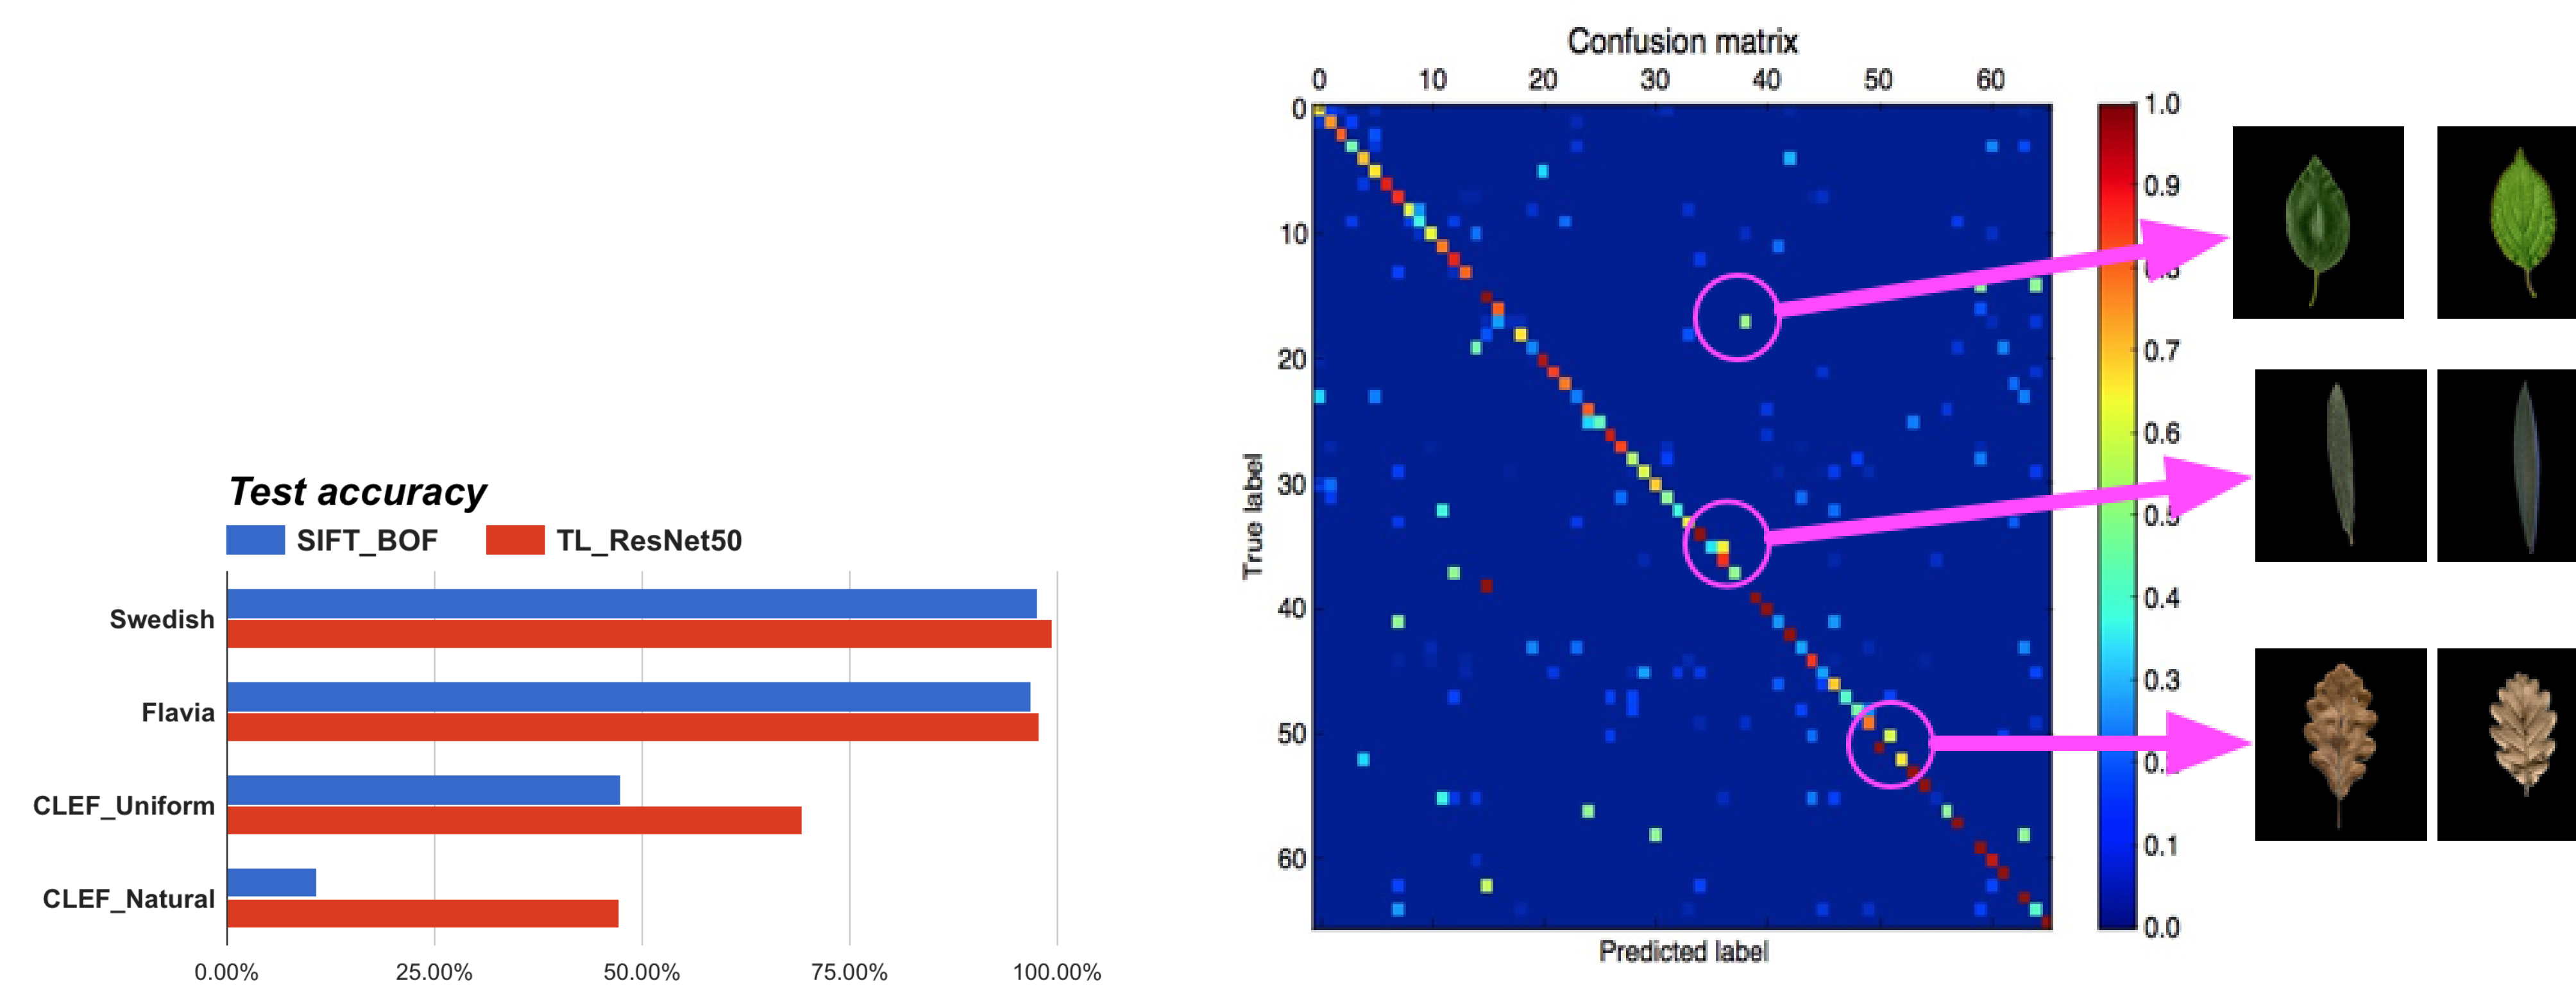 Test accuracy
SIFT_BOF TL_ResNet50
Swedish
Flavia
CLEF_Uniform
CLEF_Natural
0.00% 25.00% 50.00% 75.00% 100.00%
Confusion matrix
0 10 20 30 40 50 60
0
10
20
30
40
50
60
True label
Predicted label
1.0
0.9
0.7
0.6
0.5
0.4
0.3
0.1
0.0